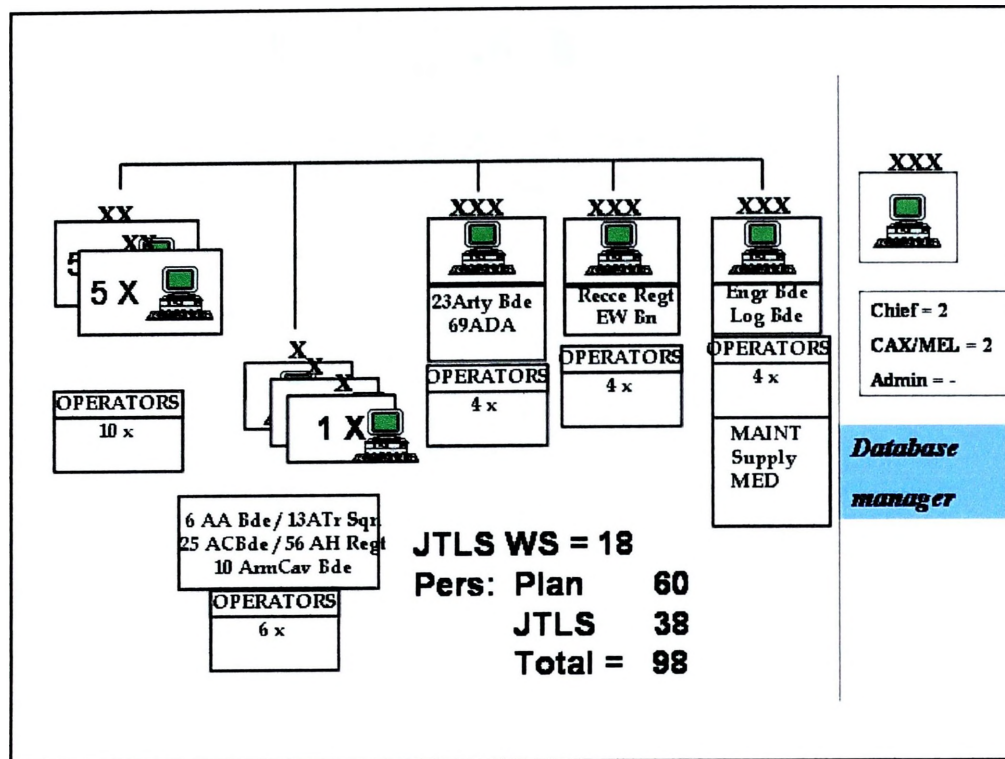 XX
XX
5 X
OPERATORS
10 x
X
X
X
1 X
6 AA Bde / 13ATr Sqn
25 ACBde / 56 AH Regt
10 ArmCav Bde
OPERATORS
6 x
XXX
23Arty Bde
69ADA
OPERATORS
4 x
XXX
Recce Regt
EW Bn
OPERATORS
4 x
XXX
Engr Bde
Log Bde
OPERATORS
4 x
MAINT
Supply
MED
JTLS WS = 18
Pers: Plan 60
JTLS 38
Total = 98
XXX
Chief = 2
CAX/MEL = 2
Admin = -
Database
manager